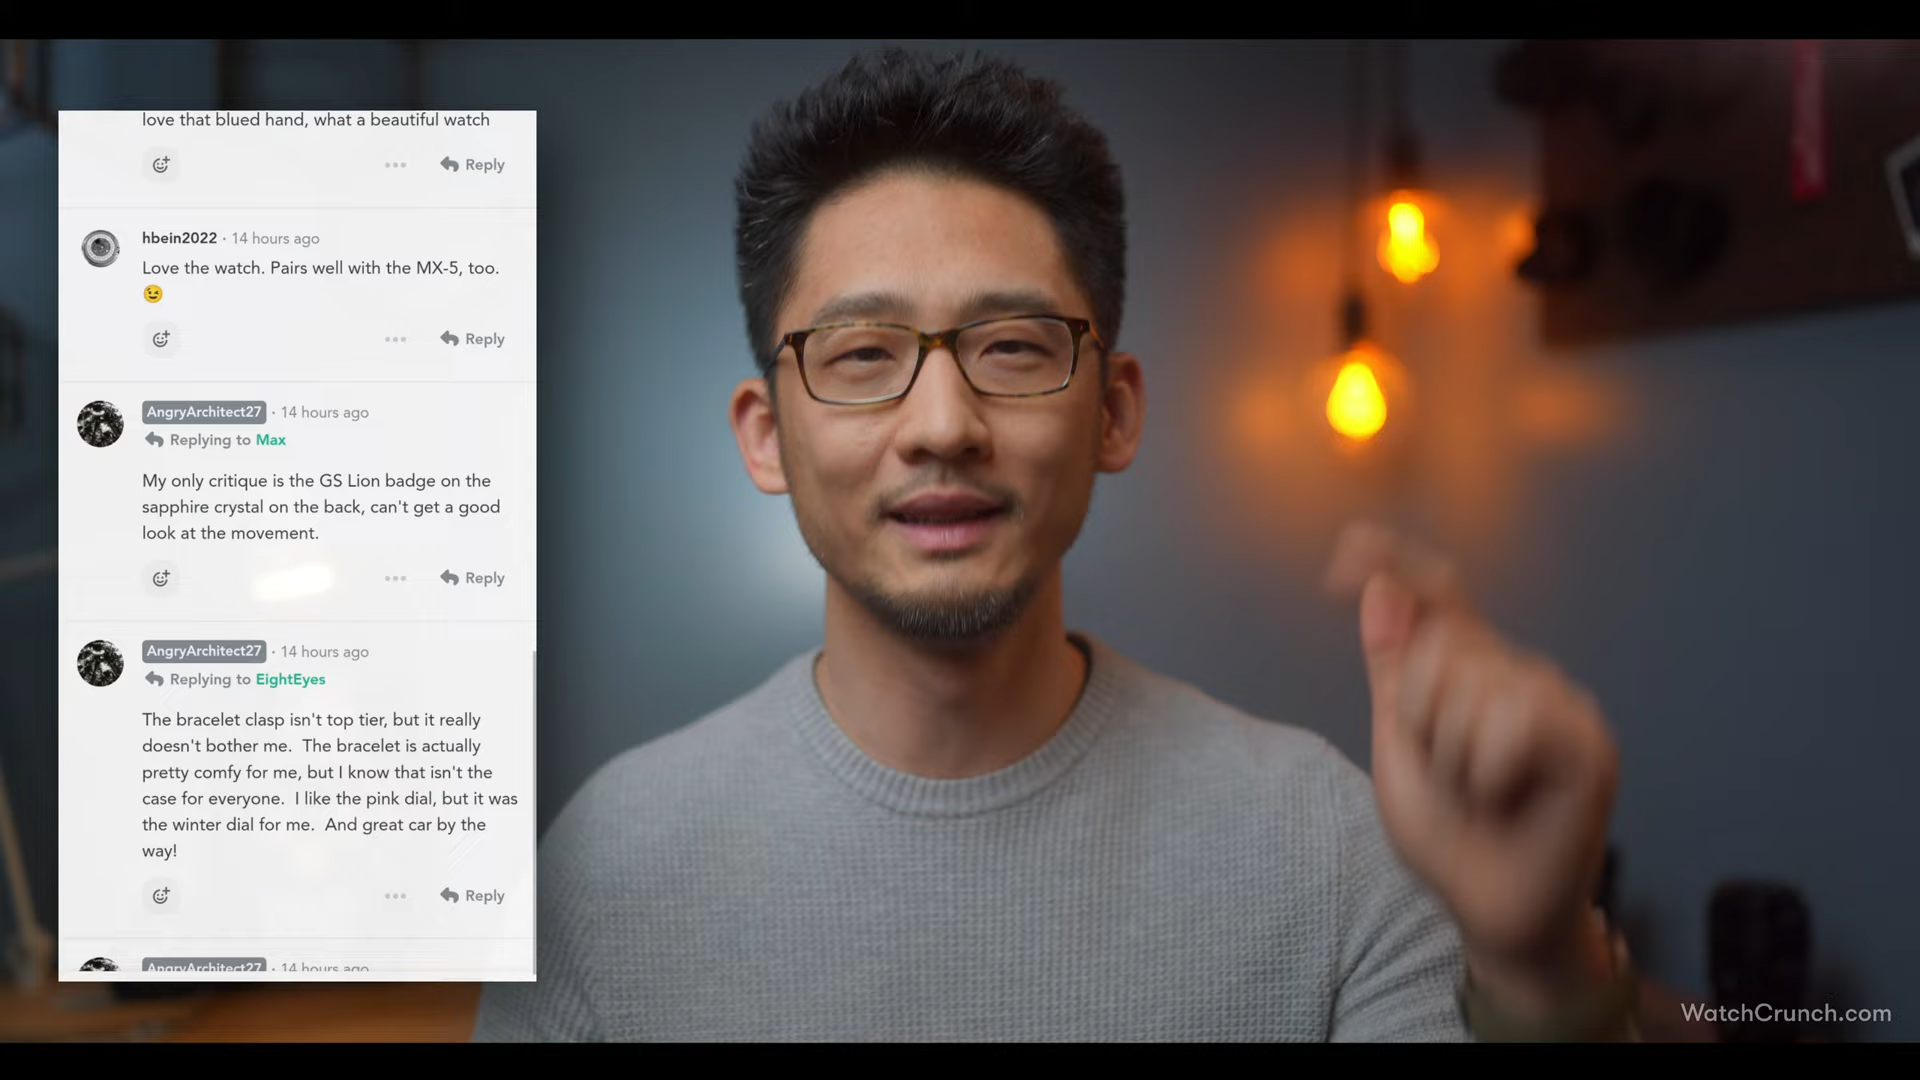 love that blued hand, what a beautiful watch
Reply
hbein2022 · 14 hours ago
Love the watch. Pairs well with the MX-5, too.
😉
Reply
AngryArchitect27 · 14 hours ago
Replying to Max
My only critique is the GS Lion badge on the
sapphire crystal on the back, can't get a good
look at the movement.
Reply
AngryArchitect27 · 14 hours ago
Replying to EightEyes
The bracelet clasp isn't top tier, but it really
doesn't bother me. The bracelet is actually
pretty comfy for me, but I know that isn't the
case for everyone. I like the pink dial, but it was
the winter dial for me. And great car by the
way!
Reply
AngryArchitect27 · 14 hours ago
WatchCrunch.com